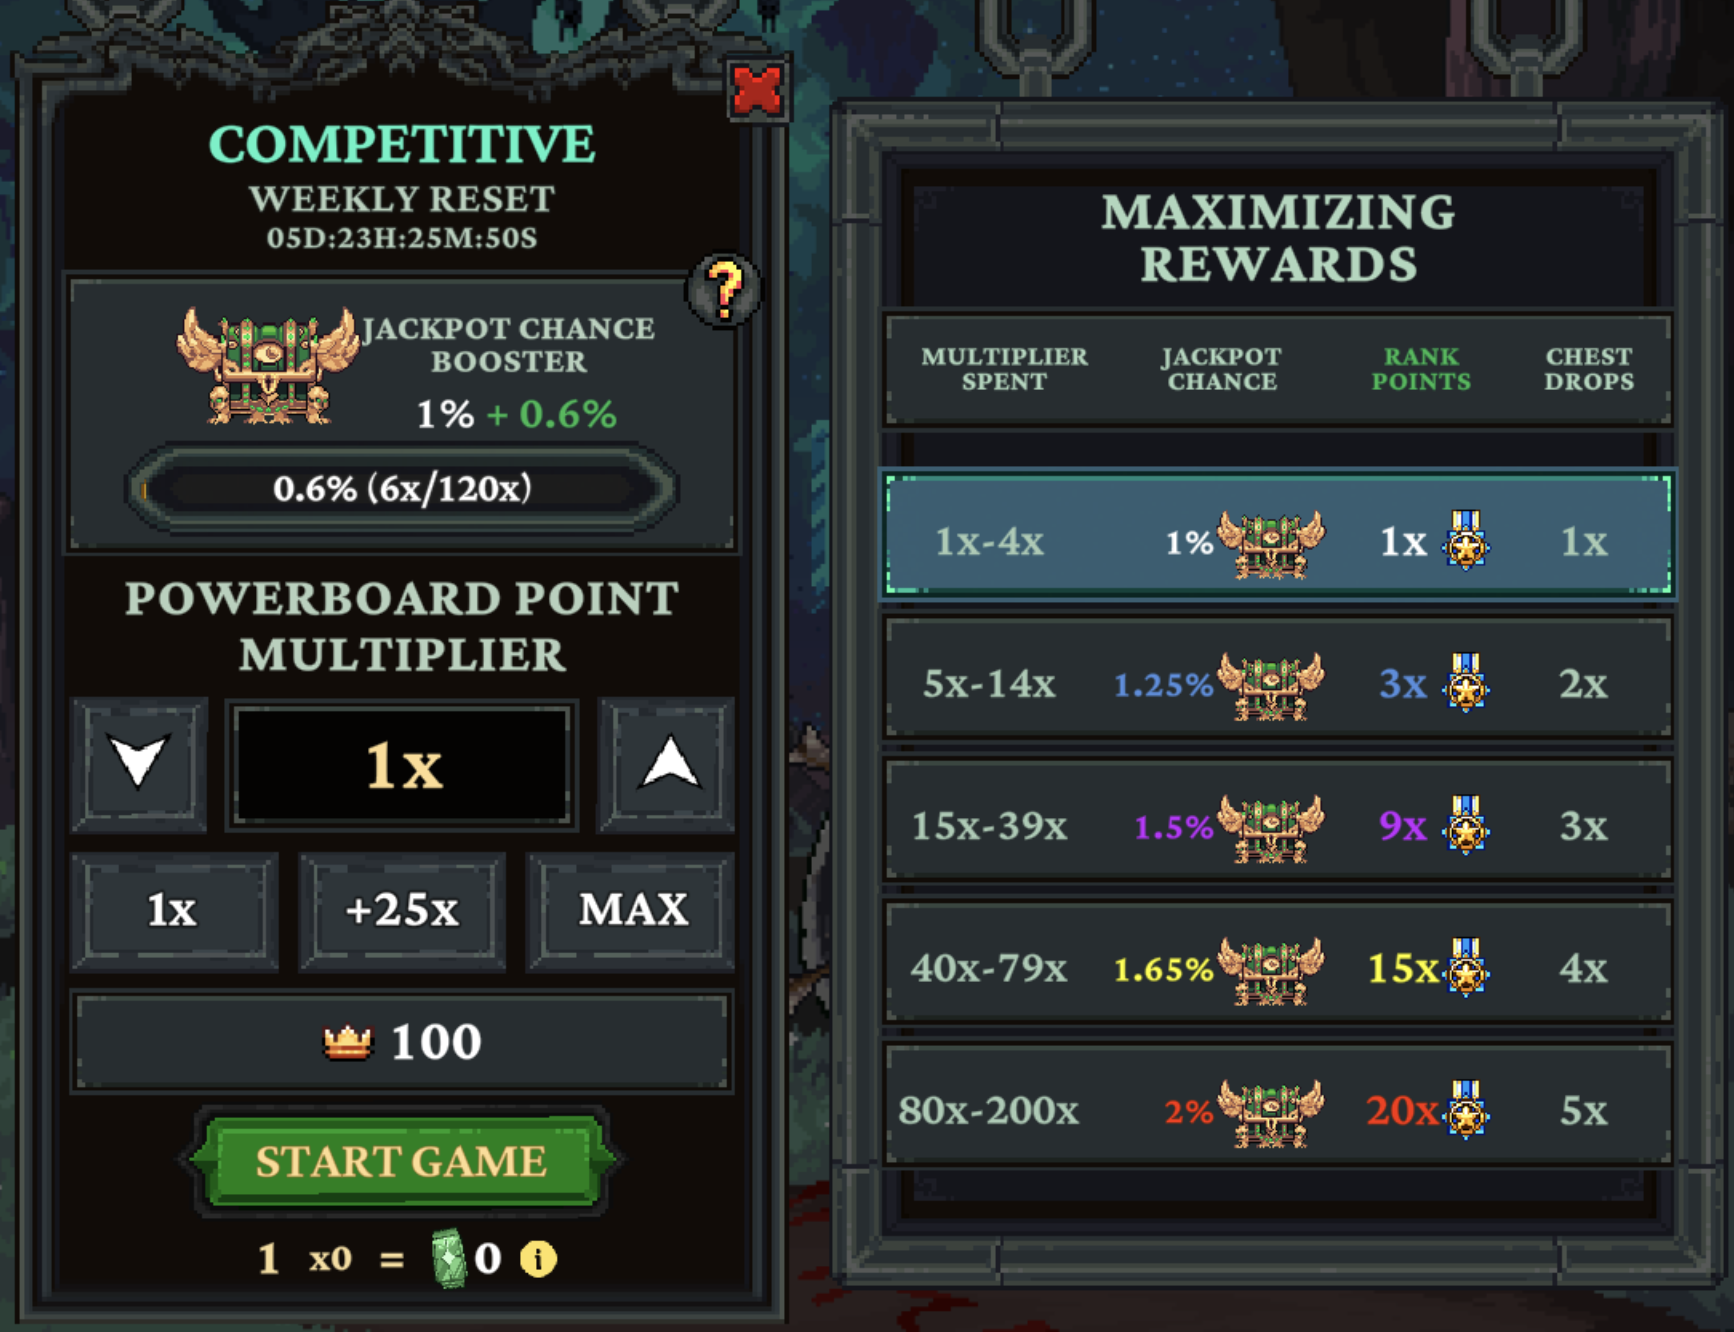 COMPETITIVE
WEEKLY RESET
05D:23H:25M:50S
?
JACKPOT CHANCE
BOOSTER
1% + 0.6%
0.6% (6x/120x)
POWERBOARD POINT
MULTIPLIER
1x
1x
+25x
MAX
100
START GAME
1 x0 = 0 i
MAXIMIZING
REWARDS
MULTIPLIER
SPENT
JACKPOT
CHANCE
RANK
POINTS
CHEST
DROPS
1x-4x 1% 1x 1x
5x-14x 1.25% 3x 2x
15x-39x 1.5% 9x 3x
40x-79x 1.65% 15x 4x
80x-200x 2% 20x 5x